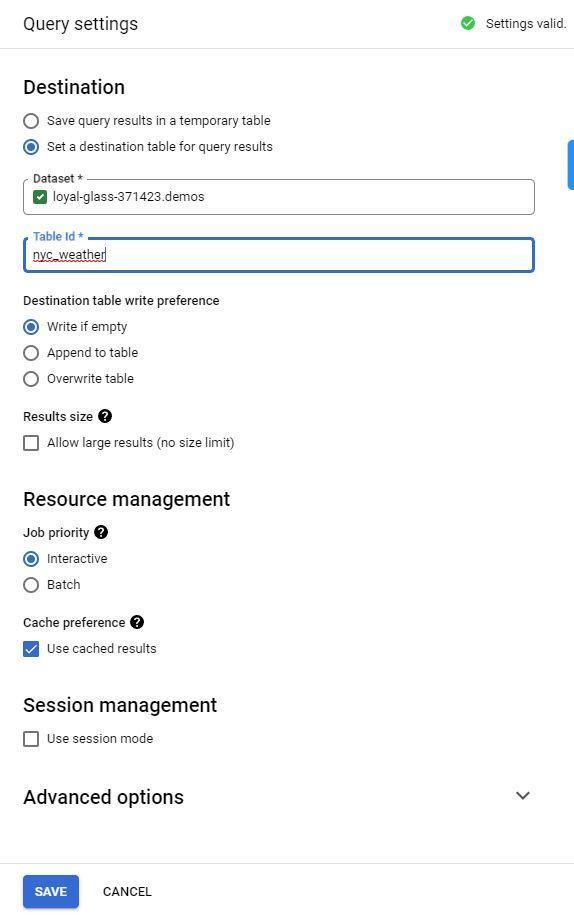 Query settings
Settings valid.
Destination
Save query results in a temporary table
Set a destination table for query results
Dataset *
loyal-glass-371423.demos
Table Id *
nyc_weather
Destination table write preference
Write if empty
Append to table
Overwrite table
Results size ?
Allow large results (no size limit)
Resource management
Job priority ?
Interactive
Batch
Cache preference ?
Use cached results
Session management
Use session mode
Advanced options
SAVE CANCEL